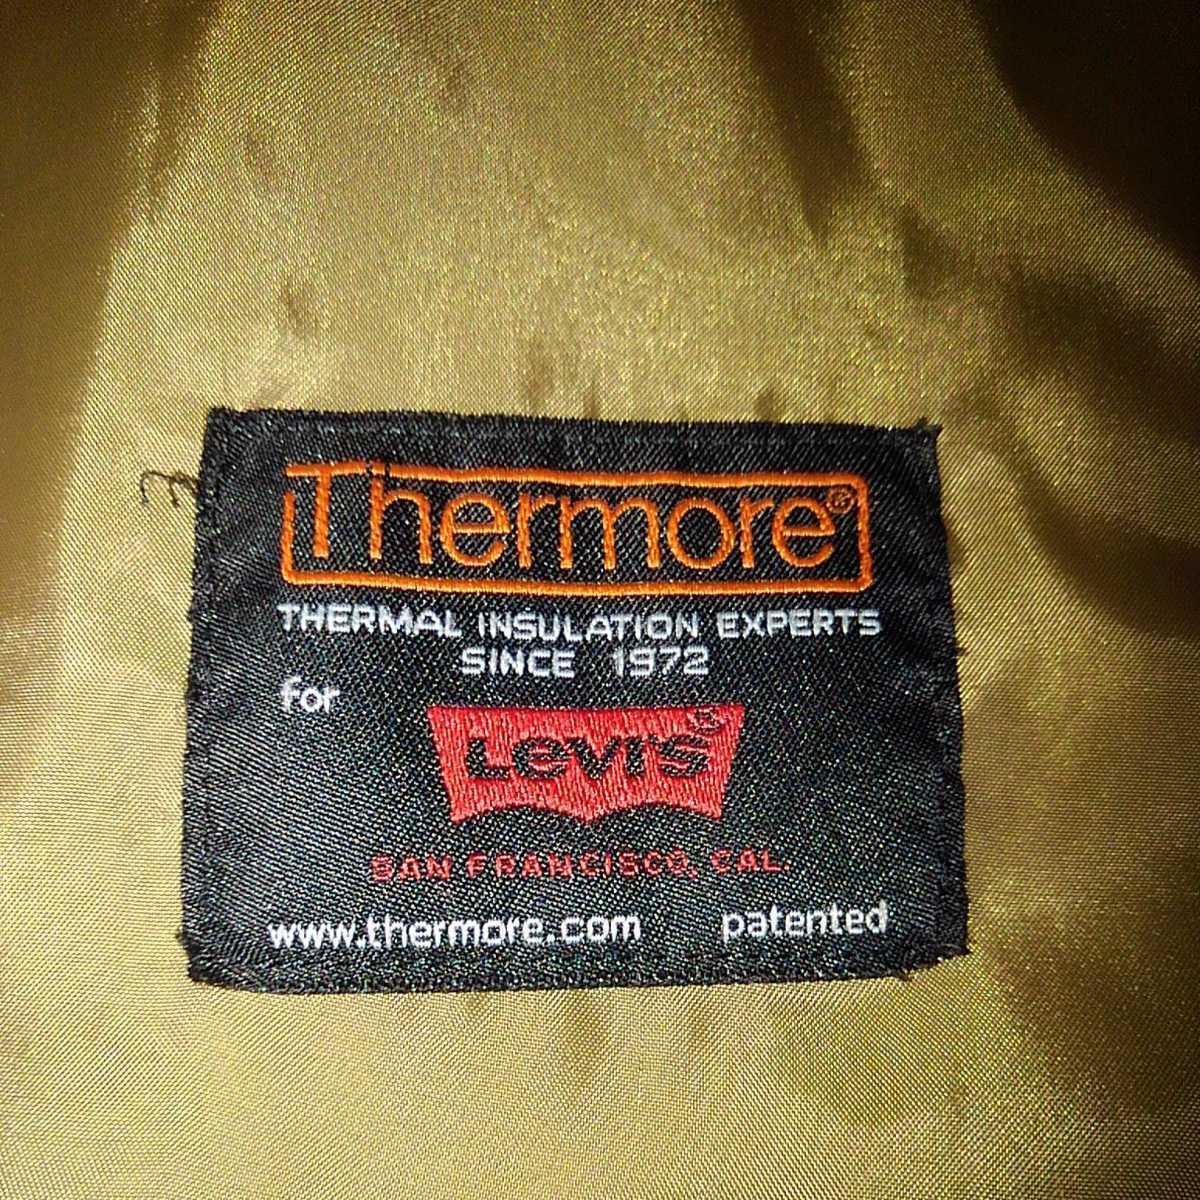 Thermore®
THERMAL INSULATION EXPERTS
SINCE 1972
for
Levi's®
SAN FRANCISCO, CAL.
www.thermore.com patented